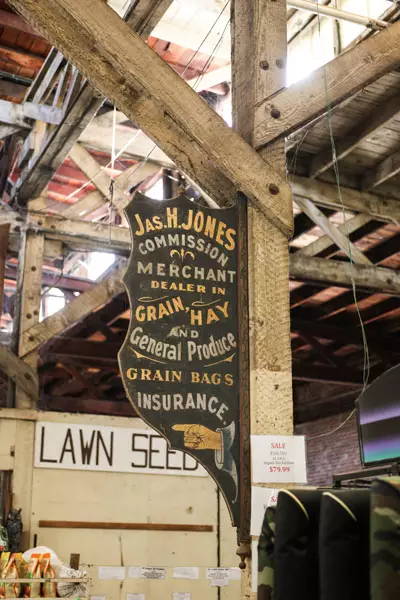 Jas. H. JONES
COMMISSION
MERCHANT
DEALER IN
GRAIN, HAY
AND
General Produce
GRAIN BAGS
INSURANCE
LAWN SEED
SALE
$79.99